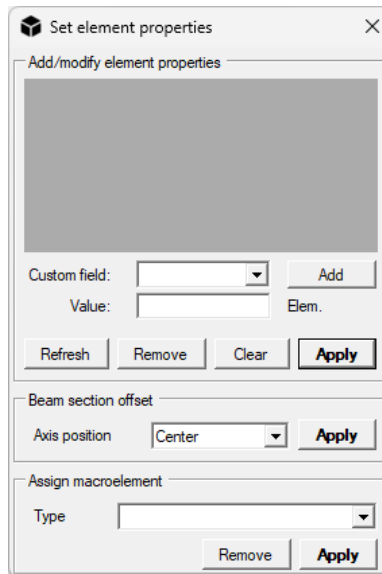 Set element properties
Add/modify element properties
Custom field: Add
Value: Elem.
Refresh Remove Clear Apply
Beam section offset
Axis position Center Apply
Assign macroelement
Type
Remove Apply